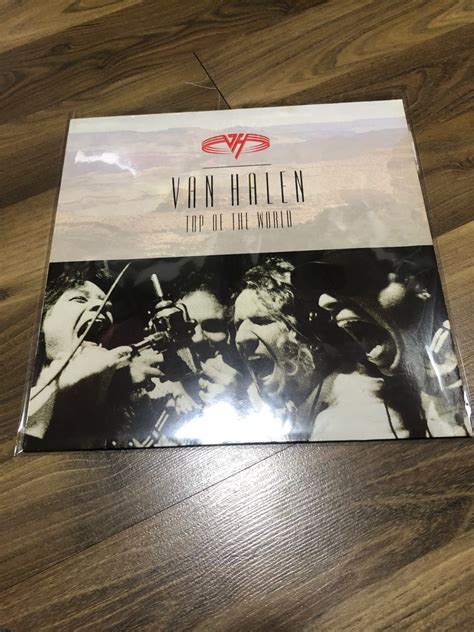 VH
VAN HALEN
TOP OF THE WORLD